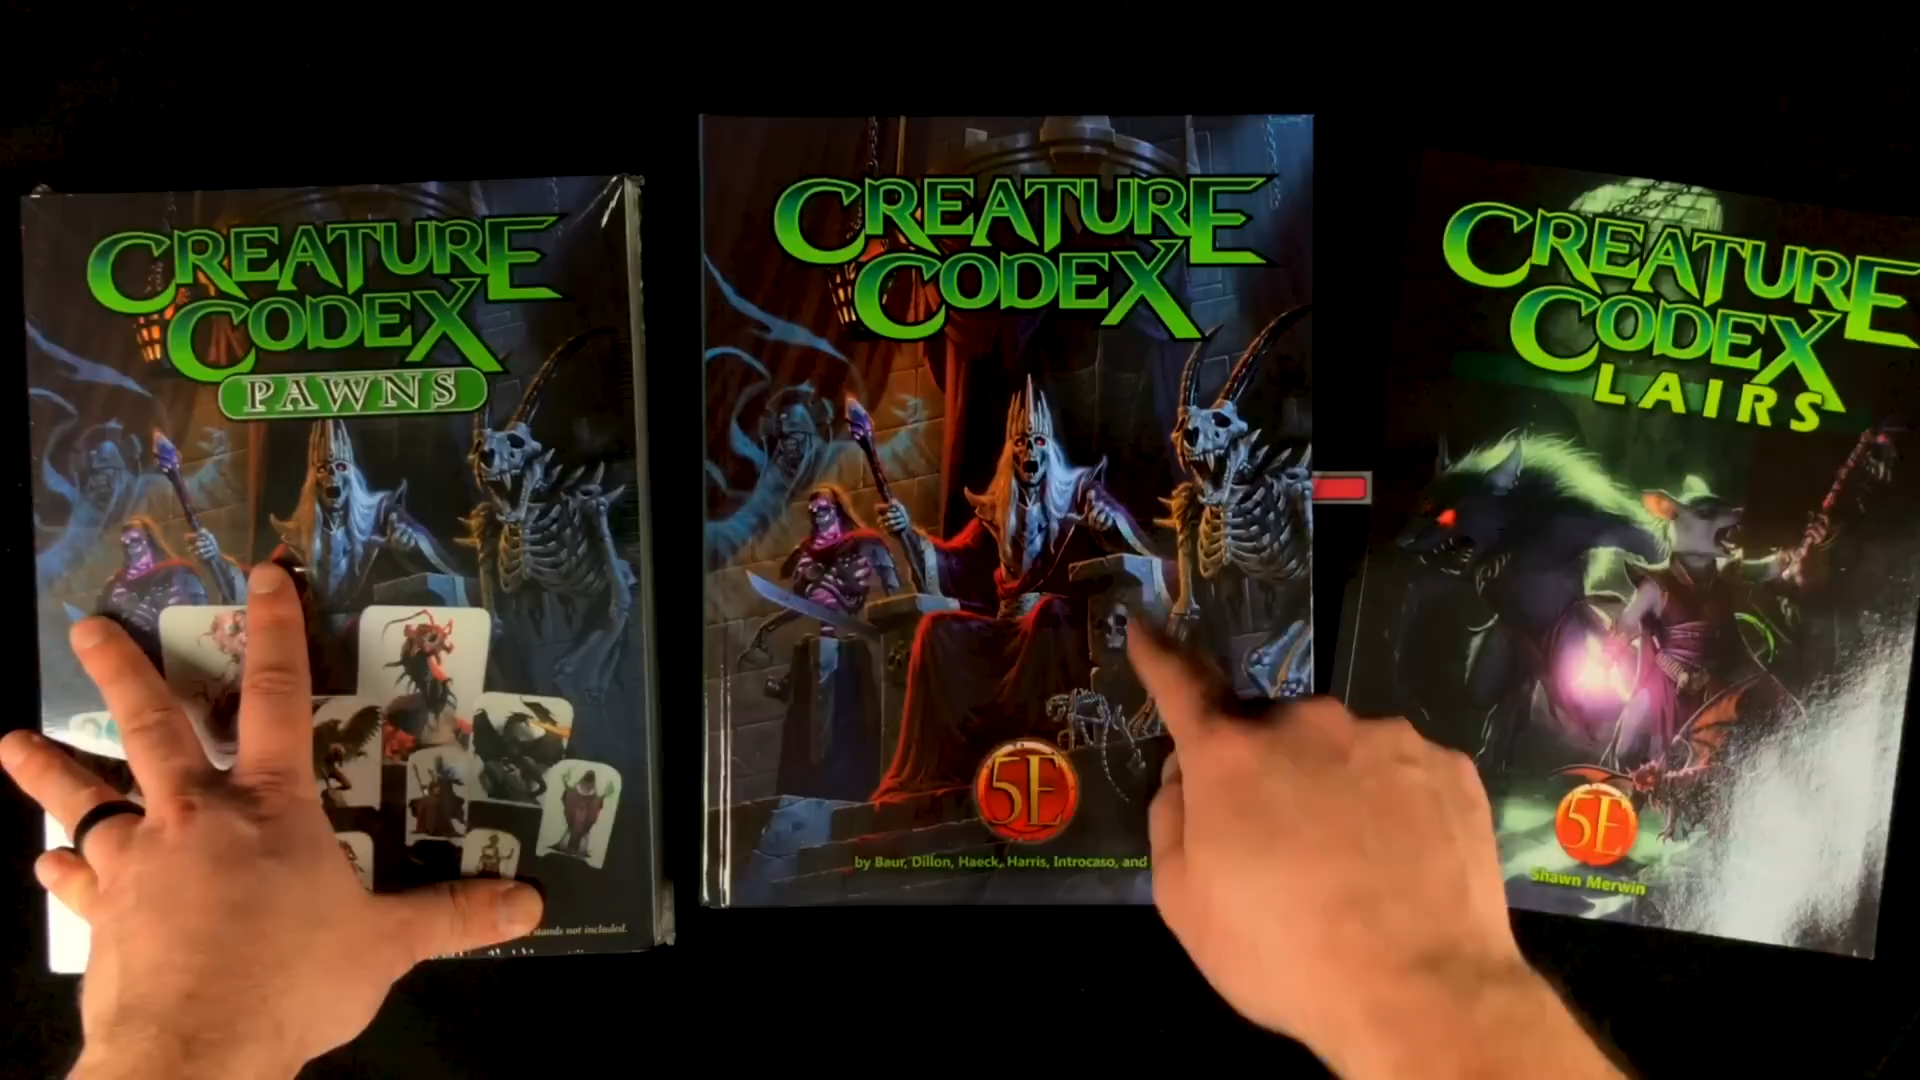 CREATURE
CODEX
PAWNS
stands not included.
CREATURE
CODEX
5E
by Baur, Dillon, Haeck, Harris, Introcaso, and
CREATURE
CODEX
LAIRS
5E
Shawn Merwin